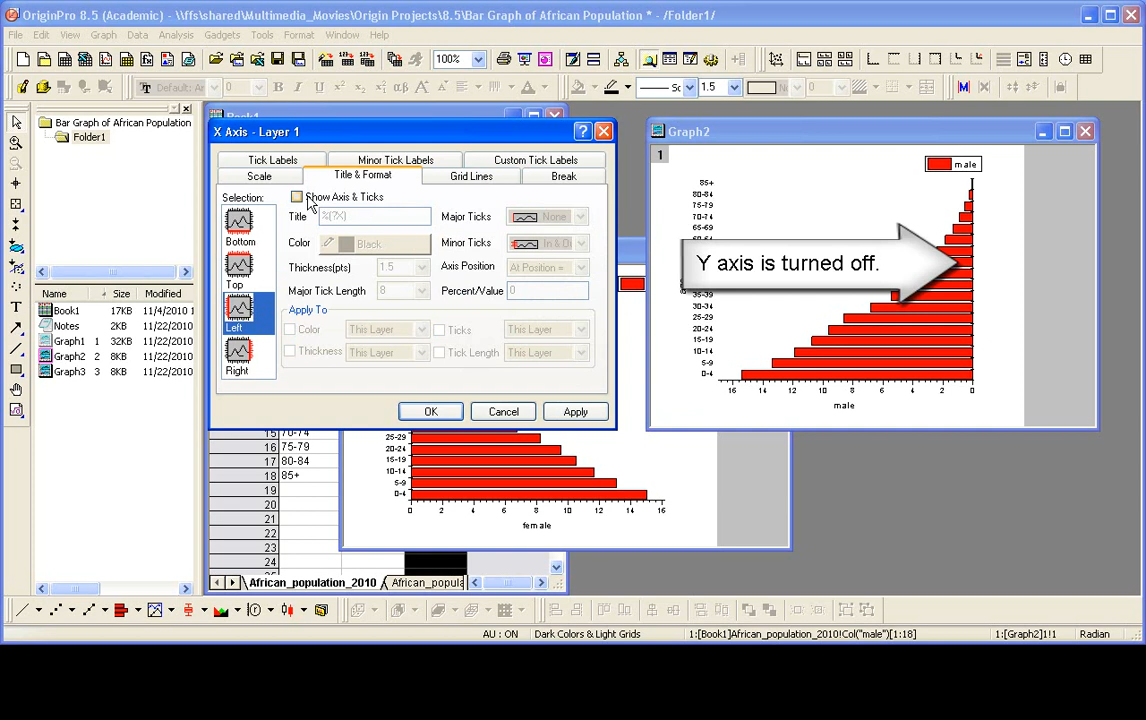 OriginPro 8.5 (Academic) - \\ffs\shared\Multimedia_Movies\Origin Projects\8.5\Bar Graph of African Population * - /Folder1/
File Edit View Graph Data Analysis Gadgets Tools Format Window Help
100%
Default: Ar 0 B I U
1.5 0
Bar Graph of African Population
Folder1
Name Size Modified
Book1 17KB 11/4/2010
Notes 2KB 11/22/2010
Graph1 1 32KB 11/22/2010
Graph2 2 8KB 11/22/2010
Graph3 3 8KB 11/22/2010
Book1
X Axis - Layer 1
Tick Labels Minor Tick Labels Custom Tick Labels
Scale Title & Format Grid Lines Break
Selection:
Bottom
Top
Left
Right
Show Axis & Ticks
Title %(?X) Major Ticks None
Color Black Minor Ticks In & O
Thickness(pts) 1.5 Axis Position At Position =
Major Tick Length 8 Percent/Value 0
Apply To
Color This Layer Ticks This Layer
Thickness This Layer Tick Length This Layer
OK Cancel Apply
Graph2
1
male
85+
80-84
75-79
70-74
65-69
Y axis is turned off.
30-34
25-29
20-24
15-19
10-14
5-9
0-4
16 14 12 10 8 6 4 2 0
male
15 70-74
16 75-79
17 80-84
18 85+
19
20
21
22
23
24
25-29
20-24
15-19
10-14
5-9
0-4
0 2 4 6 8 10 12 14 16
female
African_population_2010 African_popula
AU : ON Dark Colors & Light Grids 1:[Book1]African_population_2010!Col("male")[1:18] 1:[Graph2]1!1 Radian